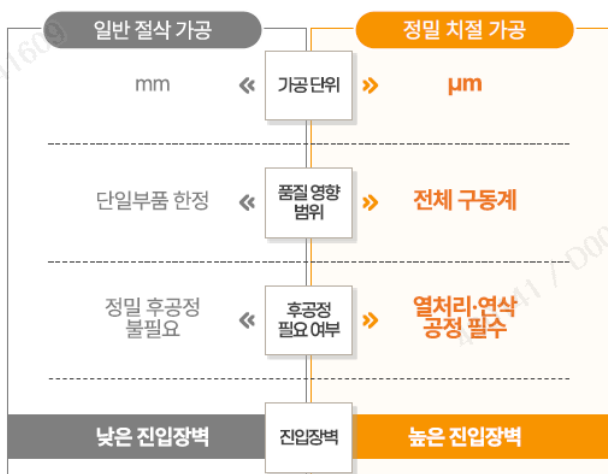 일반 절삭 가공
정밀 치절 가공
mm
가공 단위
μm
단일부품 한정
품질 영향
범위
전체 구동계
정밀 후공정
불필요
후공정
필요 여부
열처리·연삭
공정 필수
낮은 진입장벽
진입장벽
높은 진입장벽